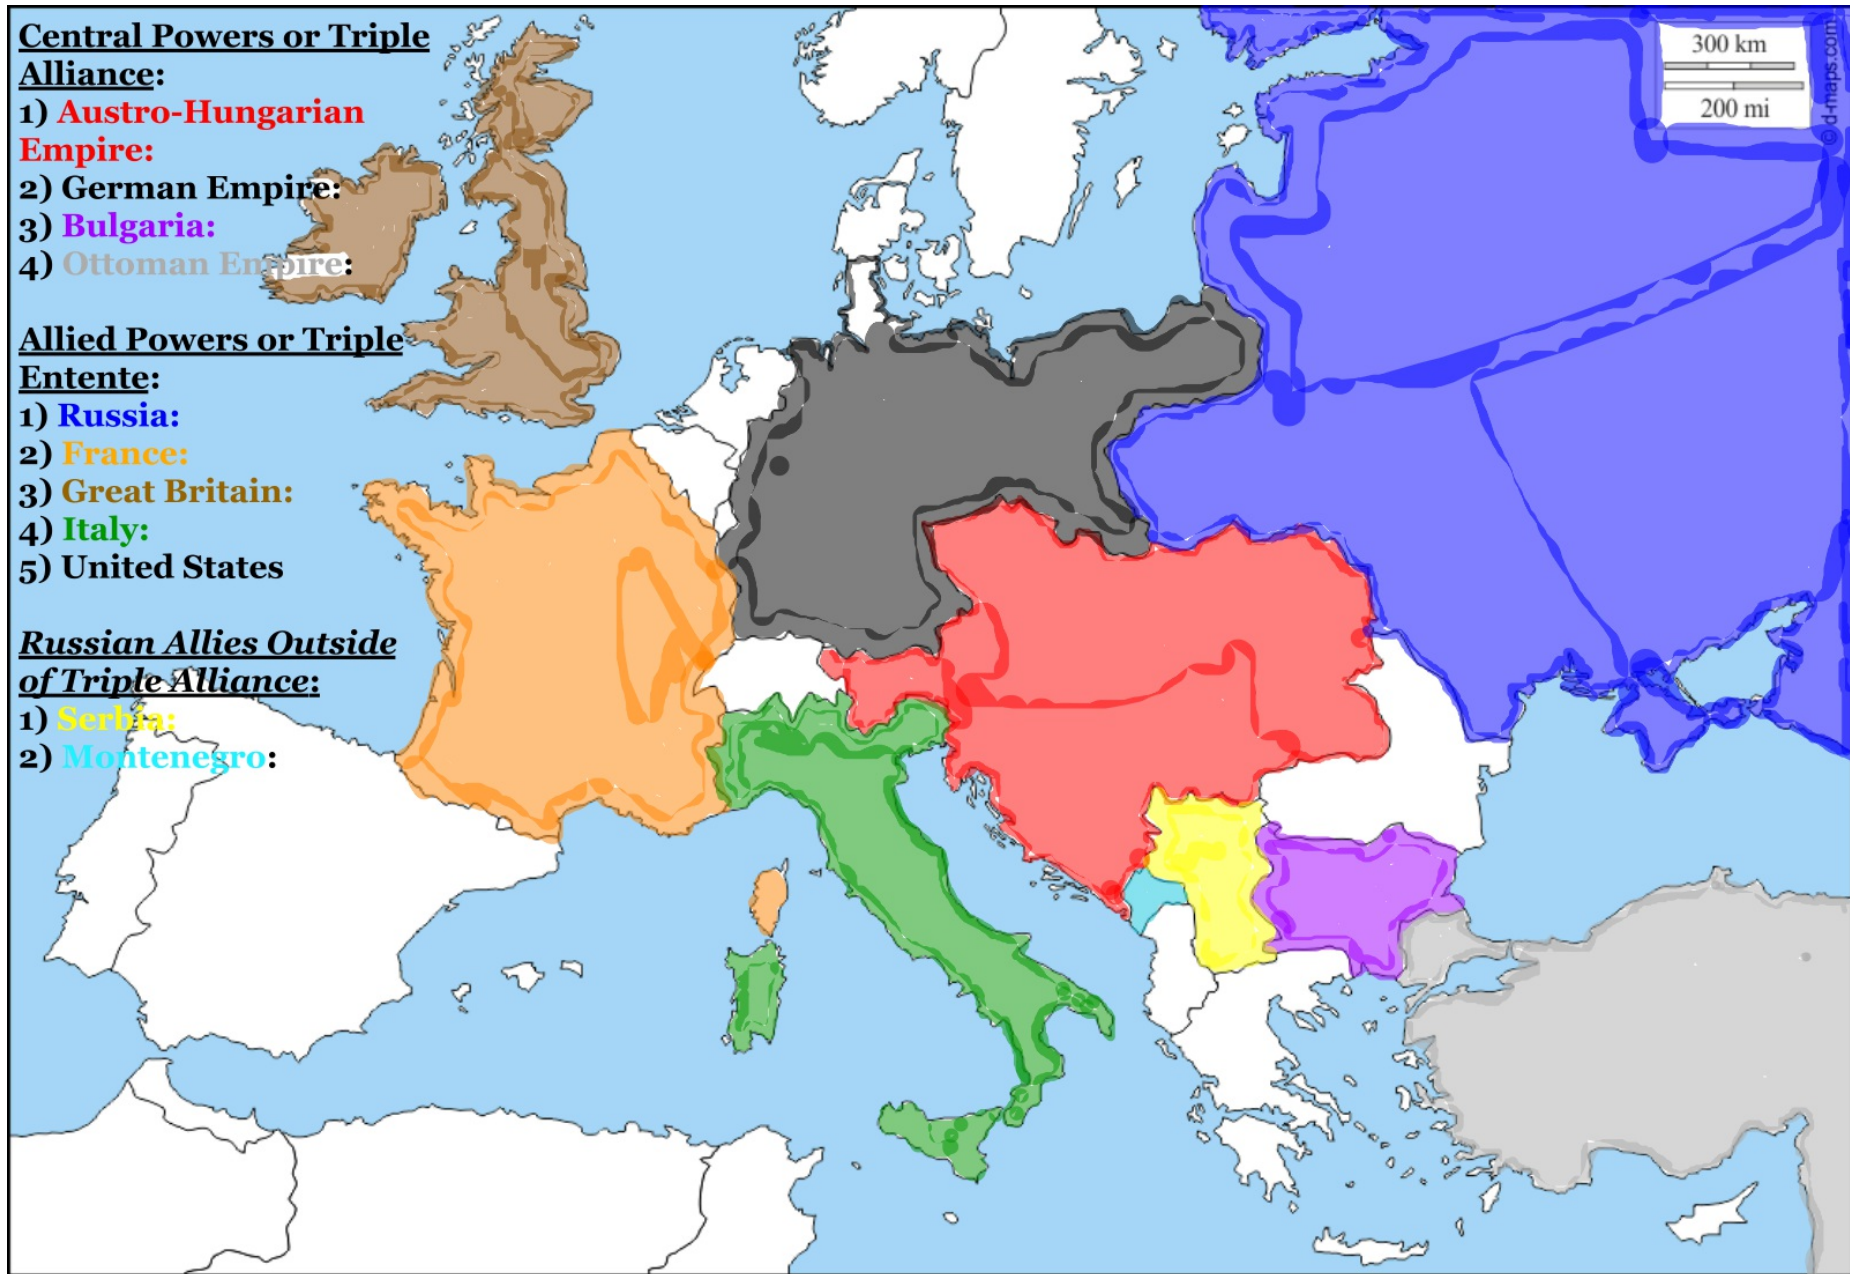 Central Powers or Triple
Alliance:
1) Austro-Hungarian
Empire:
2) German Empire:
3) Bulgaria:
4) Ottoman Empire:
Allied Powers or Triple
Entente:
1) Russia:
2) France:
3) Great Britain:
4) Italy:
5) United States
Russian Allies Outside
of Triple Alliance:
1) Serbia:
2) Montenegro:
300 km
200 mi
© d-maps.com